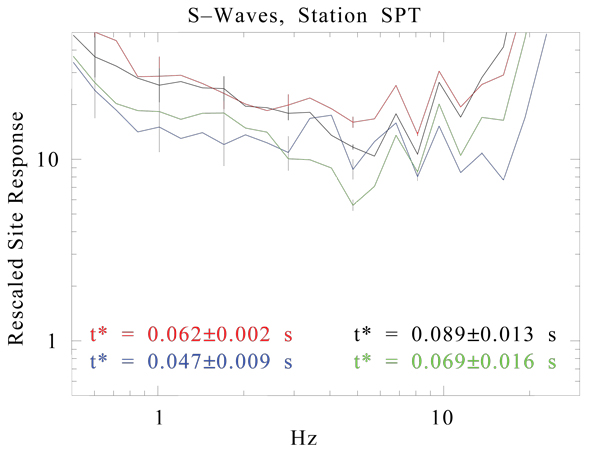 S–Waves, Station SPT
Rescaled Site Response
10
1
t* = 0.062±0.002 s
t* = 0.089±0.013 s
t* = 0.047±0.009 s
t* = 0.069±0.016 s
1
10
Hz